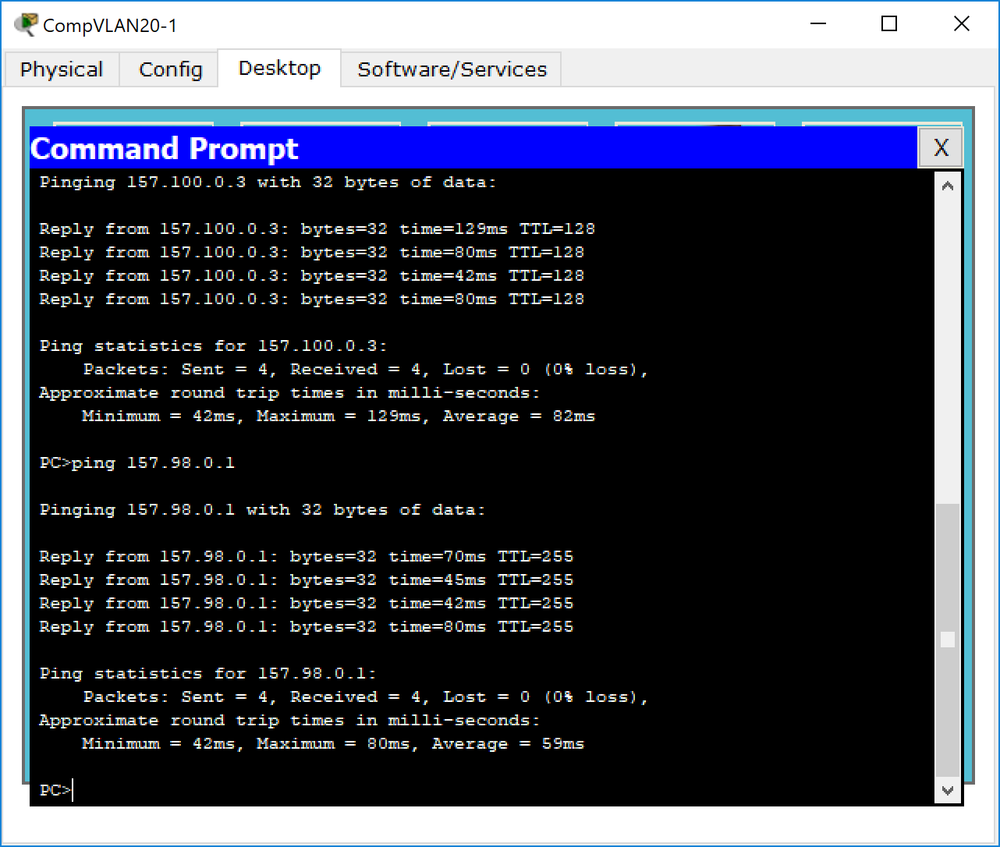 CompVLAN20-1
Physical Config Desktop Software/Services
Command Prompt X
Pinging 157.100.0.3 with 32 bytes of data:
Reply from 157.100.0.3: bytes=32 time=129ms TTL=128
Reply from 157.100.0.3: bytes=32 time=80ms TTL=128
Reply from 157.100.0.3: bytes=32 time=42ms TTL=128
Reply from 157.100.0.3: bytes=32 time=80ms TTL=128
Ping statistics for 157.100.0.3:
Packets: Sent = 4, Received = 4, Lost = 0 (0% loss),
Approximate round trip times in milli-seconds:
Minimum = 42ms, Maximum = 129ms, Average = 82ms
PC>ping 157.98.0.1
Pinging 157.98.0.1 with 32 bytes of data:
Reply from 157.98.0.1: bytes=32 time=70ms TTL=255
Reply from 157.98.0.1: bytes=32 time=45ms TTL=255
Reply from 157.98.0.1: bytes=32 time=42ms TTL=255
Reply from 157.98.0.1: bytes=32 time=80ms TTL=255
Ping statistics for 157.98.0.1:
Packets: Sent = 4, Received = 4, Lost = 0 (0% loss),
Approximate round trip times in milli-seconds:
Minimum = 42ms, Maximum = 80ms, Average = 59ms
PC>